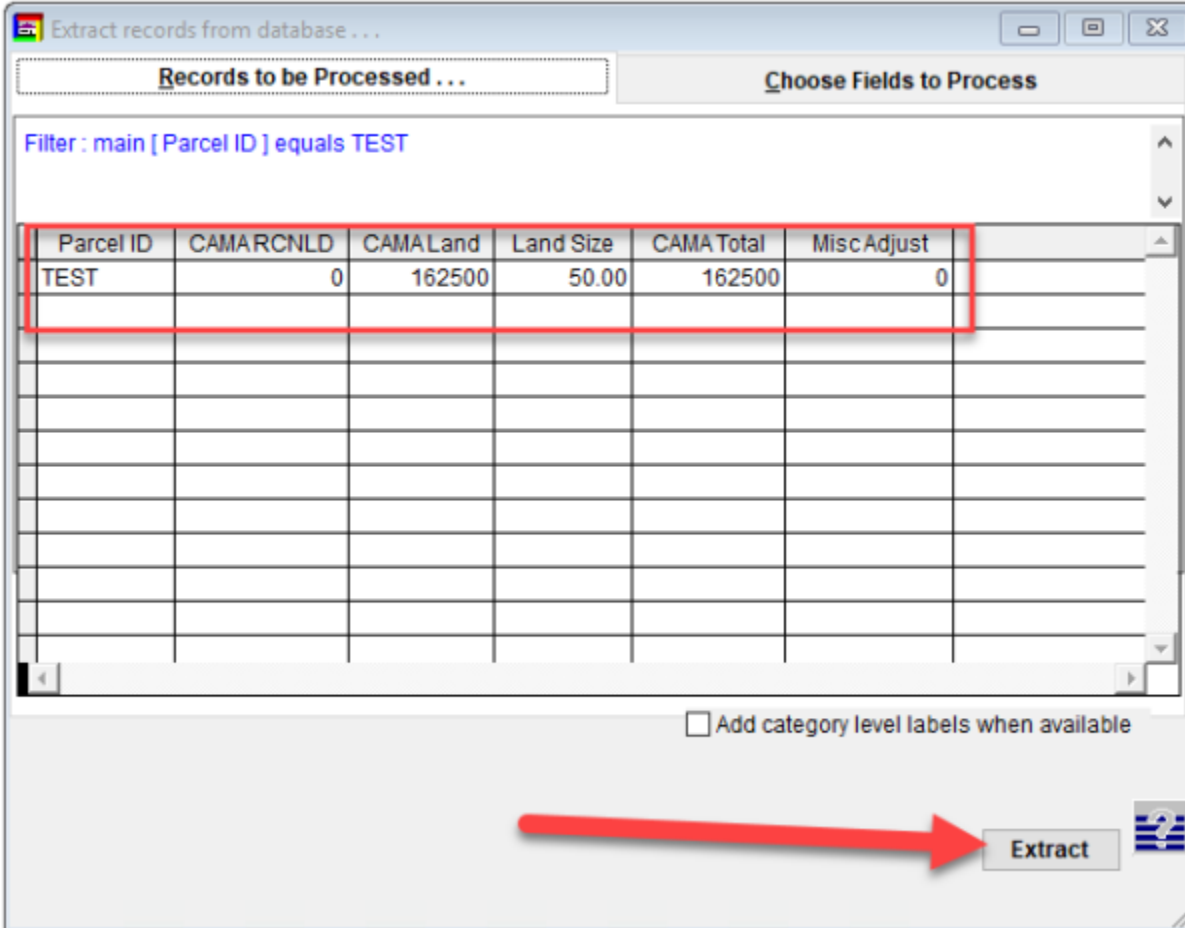 Extract records from database . . .
Records to be Processed . . .
Choose Fields to Process
Filter : main [ Parcel ID ] equals TEST
Parcel ID CAMA RCNLD CAMA Land Land Size CAMA Total Misc Adjust
TEST 0 162500 50.00 162500 0
Add category level labels when available
Extract
?